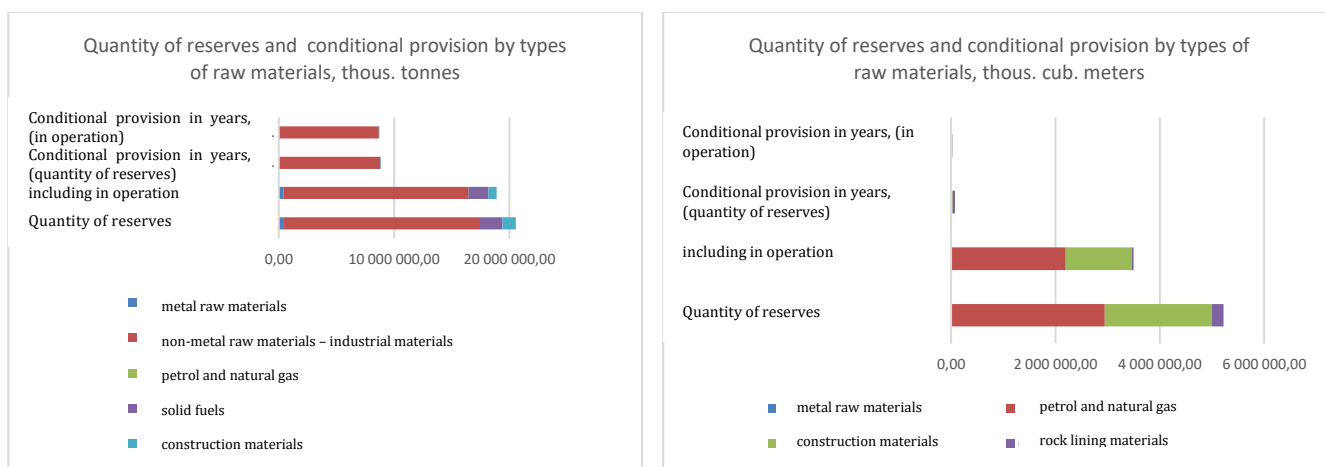 Quantity of reserves and conditional provision by types
of raw materials, thous. tonnes
Conditional provision in years,
(in operation)
Conditional provision in years,
(quantity of reserves)
including in operation
Quantity of reserves
0,00 10 000 000,00 20 000 000,00
metal raw materials
non-metal raw materials – industrial materials
petrol and natural gas
solid fuels
construction materials
Quantity of reserves and conditional provision by types of
raw materials, thous. cub. meters
Conditional provision in years, (in
operation)
Conditional provision in years,
(quantity of reserves)
including in operation
Quantity of reserves
0,00 2 000 000,00 4 000 000,00 6 000 000,00
metal raw materials petrol and natural gas
construction materials rock lining materials